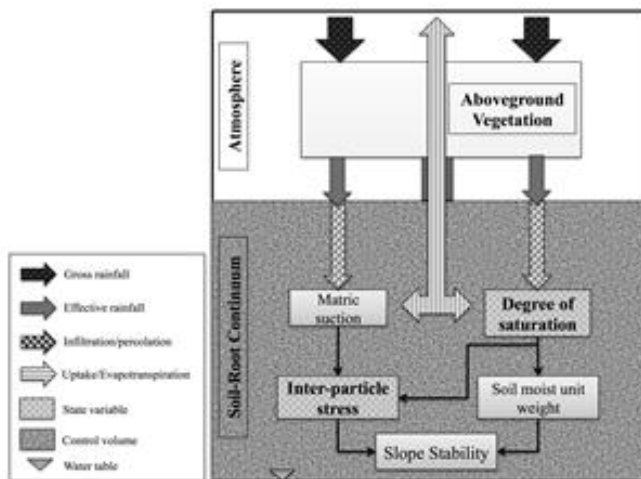 Atmosphere
Aboveground
Vegetation
Soil-Root Continuum
Matric
suction
Degree of
saturation
Inter-particle
stress
Soil moist unit
weight
Slope Stability
Gross rainfall
Effective rainfall
Infiltration/percolation
Uptake/Evapotranspiration
State variable
Control volume
Water table